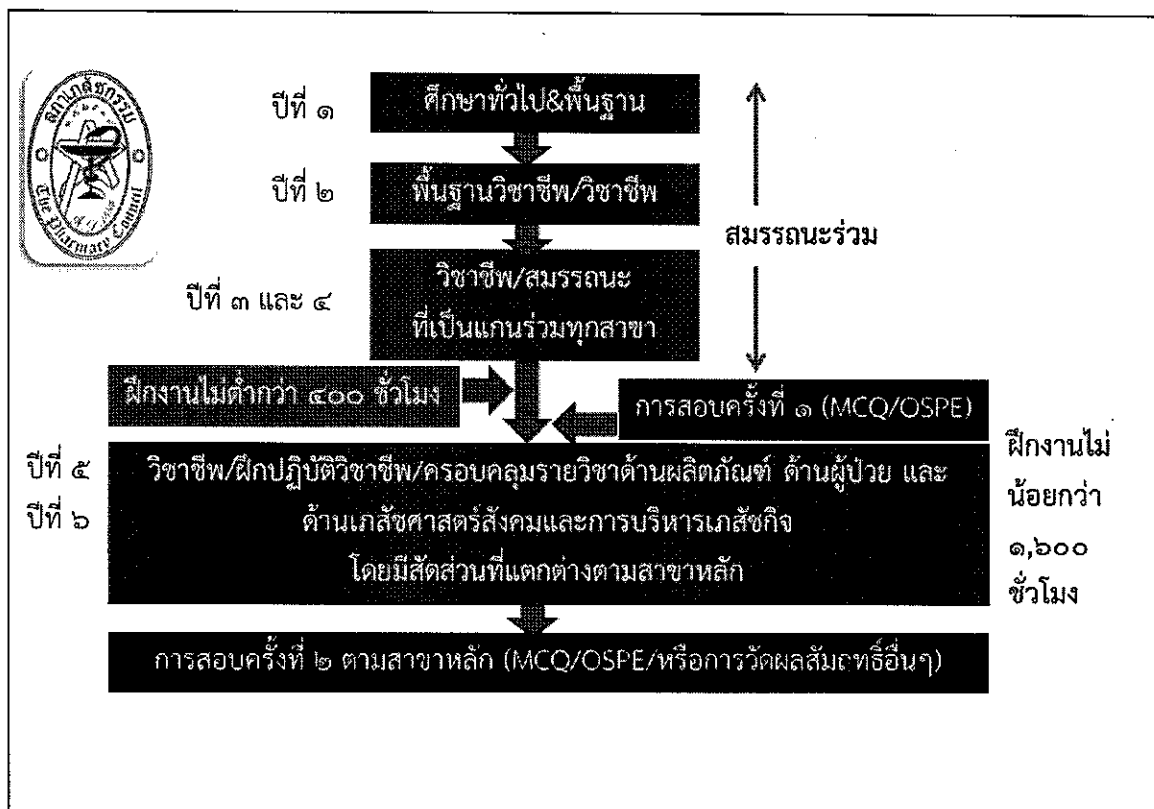 สภาเภสัชกรรม
The Pharmacy Council
ปีที่ ๑
ศึกษาทั่วไป&พื้นฐาน
ปีที่ ๒
พื้นฐานวิชาชีพ/วิชาชีพ
สมรรถนะร่วม
ปีที่ ๓ และ ๔
วิชาชีพ/สมรรถนะ
ที่เป็นแกนร่วมทุกสาขา
ฝึกงานไม่ต่ำกว่า ๔๐๐ ชั่วโมง
การสอบครั้งที่ ๑ (MCQ/OSPE)
ปีที่ ๕
ปีที่ ๖
วิชาชีพ/ฝึกปฏิบัติวิชาชีพ/ครอบคลุมรายวิชาด้านผลิตภัณฑ์ ด้านผู้ป่วย และ
ด้านเภสัชศาสตร์สังคมและการบริหารเภสัชกิจ
โดยมีสัดส่วนที่แตกต่างตามสาขาหลัก
ฝึกงานไม่
น้อยกว่า
๑,๖๐๐
ชั่วโมง
การสอบครั้งที่ ๒ ตามสาขาหลัก (MCQ/OSPE/หรือการวัดผลสัมฤทธิ์อื่นๆ)